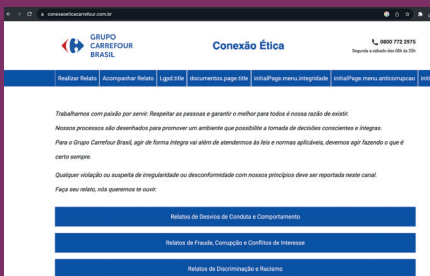 conexaoeticacarrefour.com.br
GRUPO
CARREFOUR
BRASIL
Conexão Ética
0800 772 2975
Segunda a sábado das 08h às 20h
Realizar Relato Acompanhar Relato Lgpd.title documentos.page.title initialPage.menu.integridade initialPage.menu.anticorrupcao initi
Trabalhamos com paixão por servir. Respeitar as pessoas e garantir o melhor para todos é nossa razão de existir.
Nossos processos são desenhados para promover um ambiente que possibilite a tomada de decisões conscientes e íntegras.
Para o Grupo Carrefour Brasil, agir de forma íntegra vai além de atendermos às leis e normas aplicáveis, devemos agir fazendo o que é
certo sempre.
Qualquer violação ou suspeita de irregularidade ou desconformidade com nossos princípios deve ser reportada neste canal.
Faça seu relato, nós queremos te ouvir.
Relatos de Desvios de Conduta e Comportamento
Relatos de Fraude, Corrupção e Conflitos de Interesse
Relatos de Discriminação e Racismo